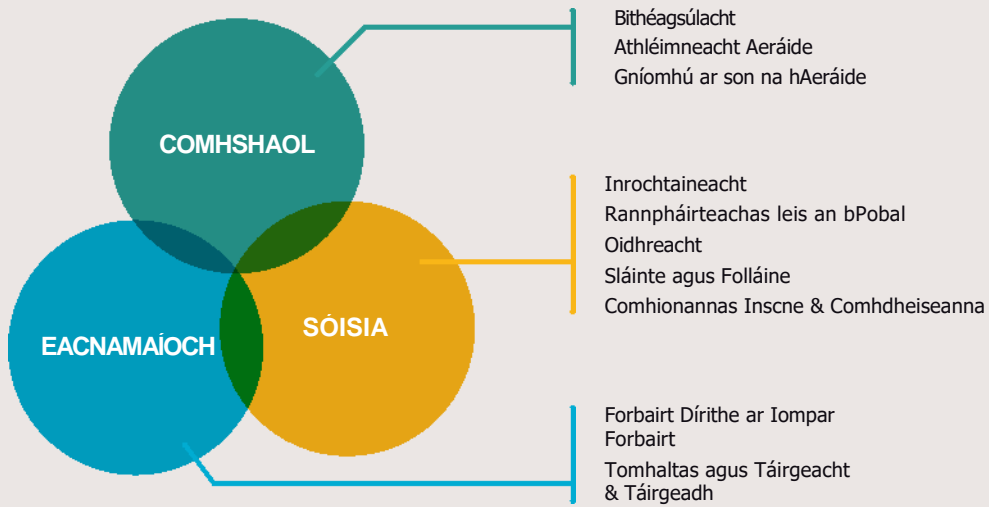 COMHSHAOL
Bithéagsúlacht
Athléimneacht Aeráide
Gníomhú ar son na hAeráide
SÓISIA
Inrochtaineacht
Rannpháirteachas leis an bPobal
Oidhreacht
Sláinte agus Folláine
Comhionannas Inscne & Comhdheiseanna
EACNAMAÍOCH
Forbairt Dírithe ar Iompar
Forbairt
Tomhaltas agus Táirgeacht
& Táirgeadh